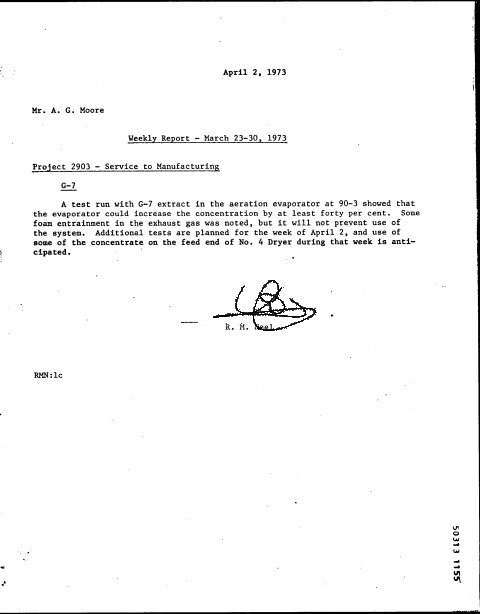 April 2, 1973
Mr. A. G. Moore
Weekly Report - March 23-30, 1973
Project 2903 - Service to Manufacturing
G-7
A test run with G-7 extract in the aeration evaporator at 90-3 showed that
the evaporator could increase the concentration by at least forty per cent. Some
foam entrainment in the exhaust gas was noted, but it will not prevent use of
the system. Additional tests are planned for the week of April 2, and use of
some of the concentrate on the feed end of No. 4 Dryer during that week is anti-
cipated.
R. M.
RMN:lc
50313 1155